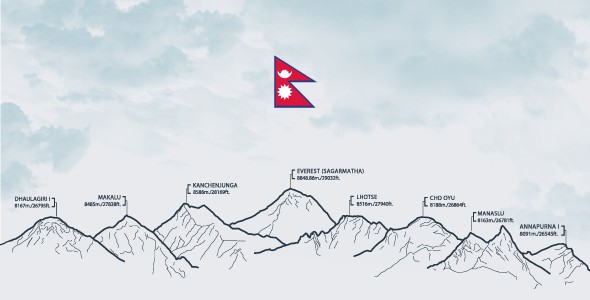 DHAULAGIRI I
8167m./26795ft.
MAKALU
8485m./27838ft.
KANCHENJUNGA
8586m./28169ft.
EVEREST (SAGARMATHA)
8848.86m./29032ft.
LHOTSE
8516m./27940ft.
CHO OYU
8188m./26864ft.
MANASLU
8163m./26781ft.
ANNAPURNA I
8091m./26545ft.